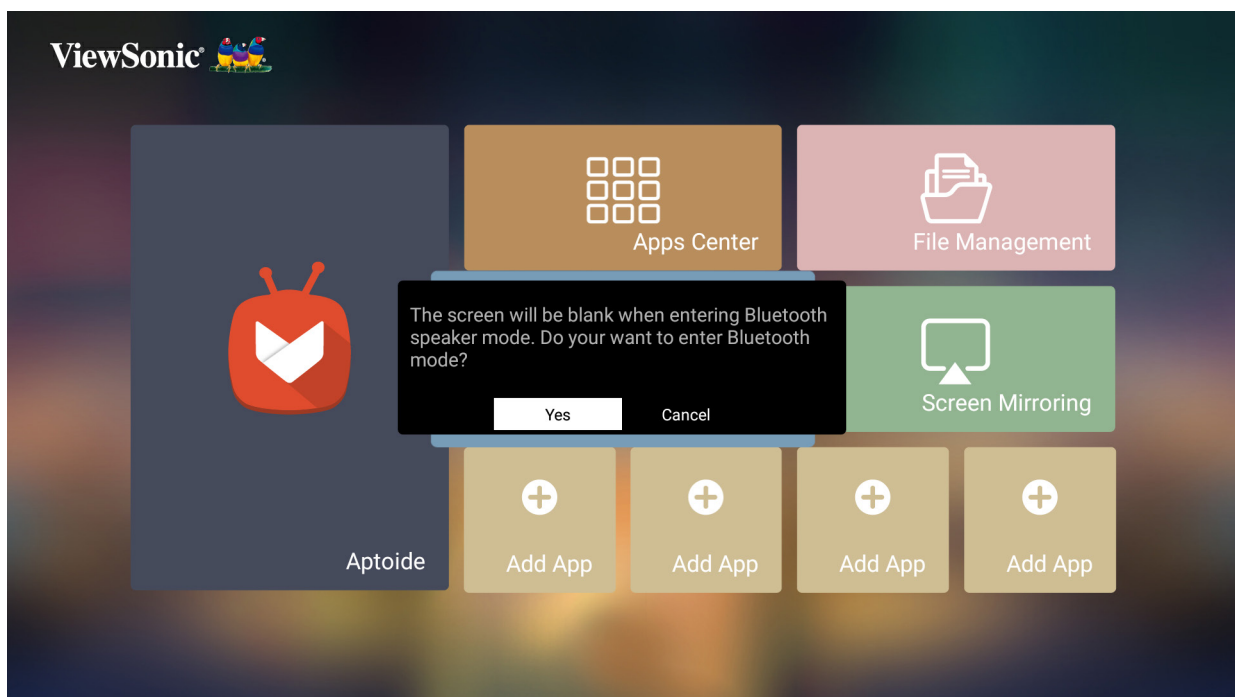 ViewSonic®
Apps Center
File Management
The screen will be blank when entering Bluetooth
speaker mode. Do your want to enter Bluetooth
mode?
Yes Cancel
Screen Mirroring
Aptoide
Add App
Add App
Add App
Add App